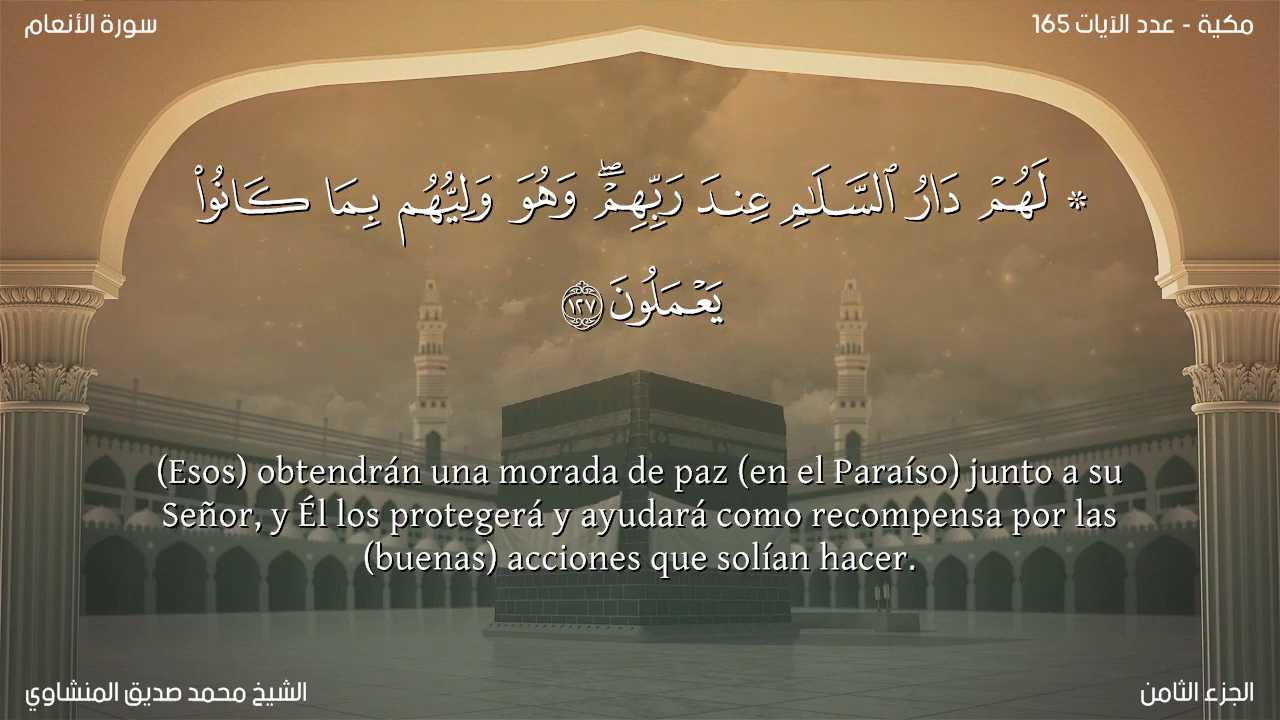 سورة الأنعام
مكية - عدد الآيات 165
۞ لَهُمۡ دَارُ ٱلسَّلَٰمِ عِندَ رَبِّهِمۡۖ وَهُوَ وَلِيُّهُم بِمَا كَانُواْ
يَعۡمَلُونَ ١٢٧
(Esos) obtendrán una morada de paz (en el Paraíso) junto a su
Señor, y Él los protegerá y ayudará como recompensa por las
(buenas) acciones que solían hacer.
الشيخ محمد صديق المنشاوي
الجزء الثامن